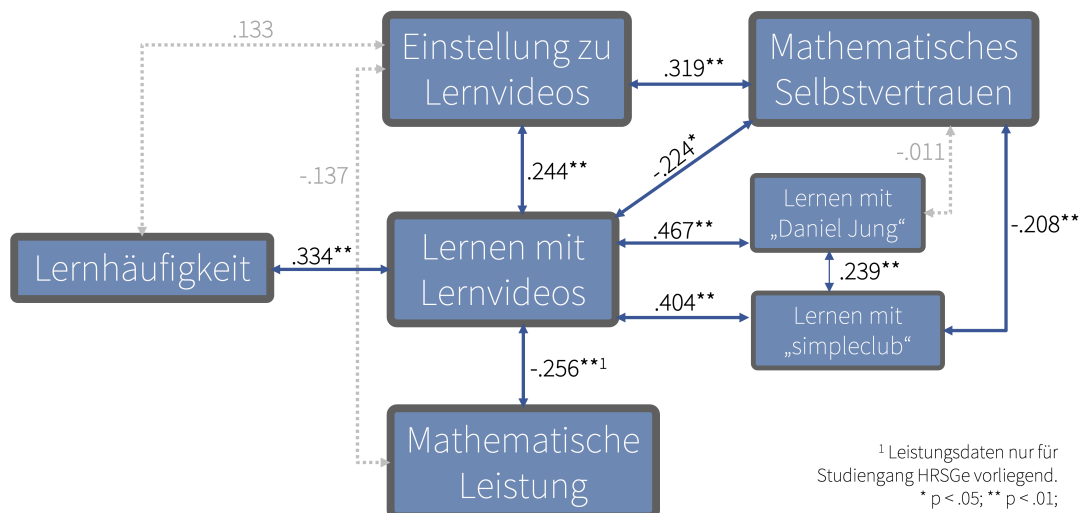 .133
Einstellung zu
Lernvideos
.319**
Mathematisches
Selbstvertrauen
-.137
.244**
-.224*
-.011
Lernen mit
„Daniel Jung“
-.208**
Lernhäufigkeit
.334**
Lernen mit
Lernvideos
.467**
.239**
.404**
Lernen mit
„simpleclub“
-.256**¹
Mathematische
Leistung
¹ Leistungsdaten nur für
Studiengang HRSGe vorliegend.
* p < .05; ** p < .01;